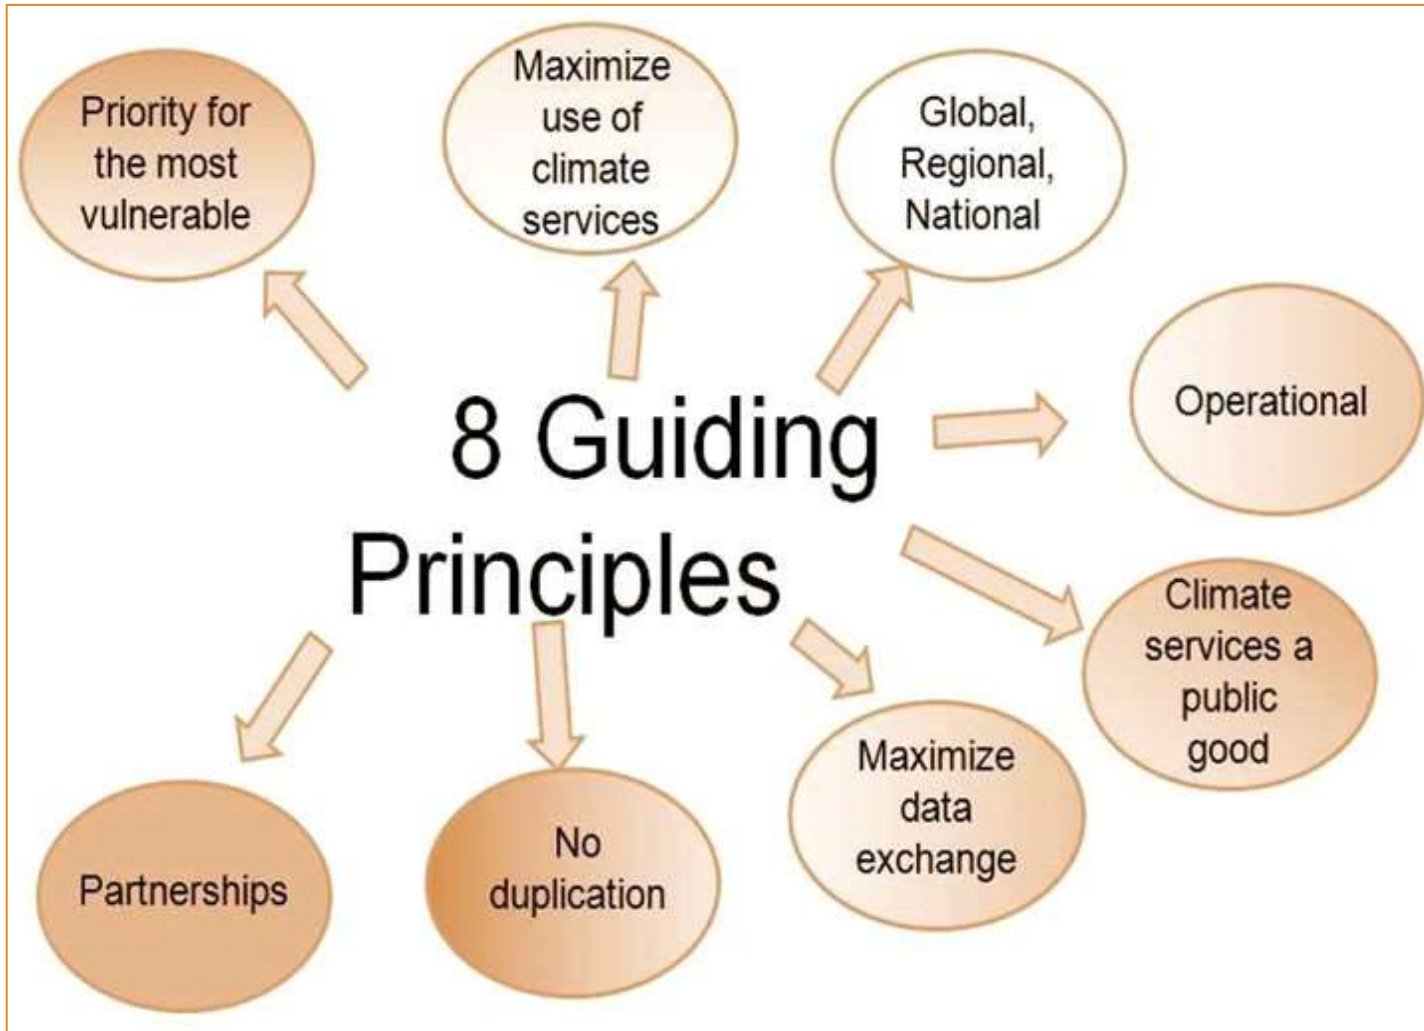 Priority for
the most
vulnerable
Maximize
use of
climate
services
Global,
Regional,
National
8 Guiding
Principles
Operational
Climate
services a
public
good
Maximize
data
exchange
No
duplication
Partnerships